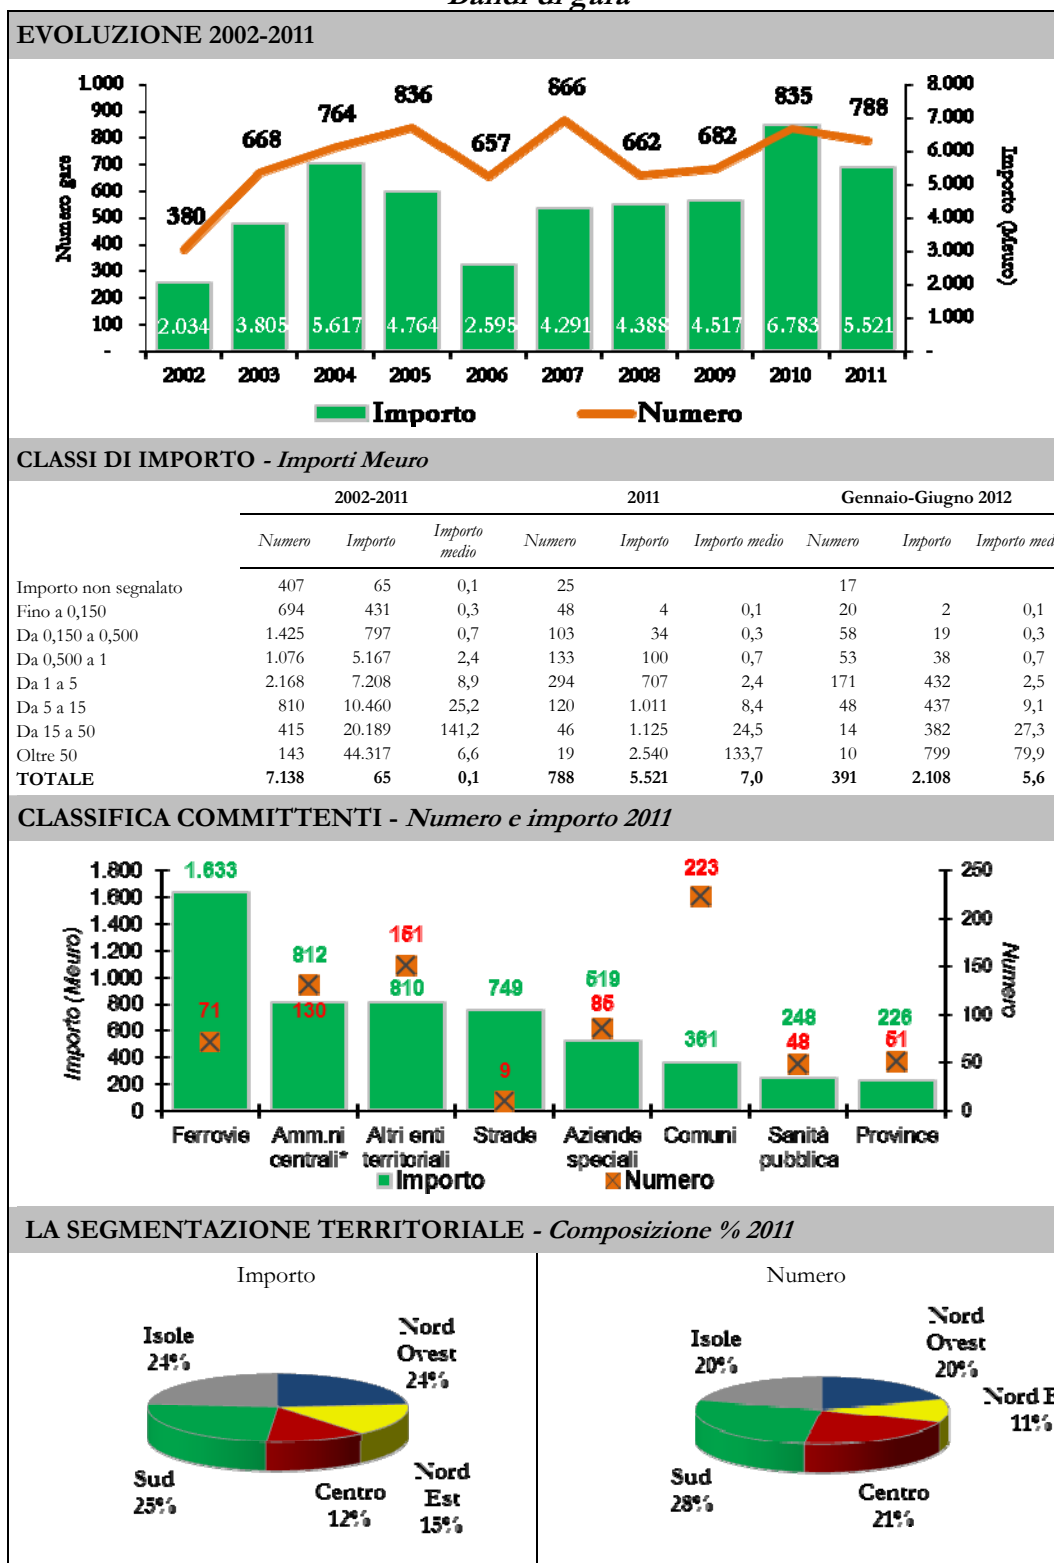 Bandi di gara
EVOLUZIONE 2002-2011
1.000
900
800
700
600
500
400
300
200
100
-
Numero gare
8.000
7.000
6.000
5.000
4.000
3.000
2.000
1.000
-
Importo (Meuro)
380 668 764 836 657 866 662 682 835 788
2.034 3.805 5.617 4.764 2.595 4.291 4.388 4.517 6.783 5.521
2002 2003 2004 2005 2006 2007 2008 2009 2010 2011
Importo Numero
CLASSI DI IMPORTO - Importi Meuro
2002-2011 2011 Gennaio-Giugno 2012
Numero Importo Importo medio Numero Importo Importo medio Numero Importo Importo med
Importo non segnalato 407 65 0,1 25 17
Fino a 0,150 694 431 0,3 48 4 0,1 20 2 0,1
Da 0,150 a 0,500 1.425 797 0,7 103 34 0,3 58 19 0,3
Da 0,500 a 1 1.076 5.167 2,4 133 100 0,7 53 38 0,7
Da 1 a 5 2.168 7.208 8,9 294 707 2,4 171 432 2,5
Da 5 a 15 810 10.460 25,2 120 1.011 8,4 48 437 9,1
Da 15 a 50 415 20.189 141,2 46 1.125 24,5 14 382 27,3
Oltre 50 143 44.317 6,6 19 2.540 133,7 10 799 79,9
TOTALE 7.138 65 0,1 788 5.521 7,0 391 2.108 5,6
CLASSIFICA COMMITTENTI - Numero e importo 2011
1.800
1.600
1.400
1.200
1.000
800
600
400
200
0
Importo (Meuro)
250
200
150
100
50
0
Numero
1.633 812 810 749 519 361 248 226
71 130 151 9 85 223 48 51
Ferrovie Amm.ni centrali* Altri enti territoriali Strade Aziende speciali Comuni Sanità pubblica Province
Importo Numero
LA SEGMENTAZIONE TERRITORIALE - Composizione % 2011
Importo
Isole
24%
Nord
Ovest
24%
Sud
25%
Centro
12%
Nord
Est
15%
Numero
Isole
20%
Nord
Ovest
20%
Nord E
11%
Sud
28%
Centro
21%